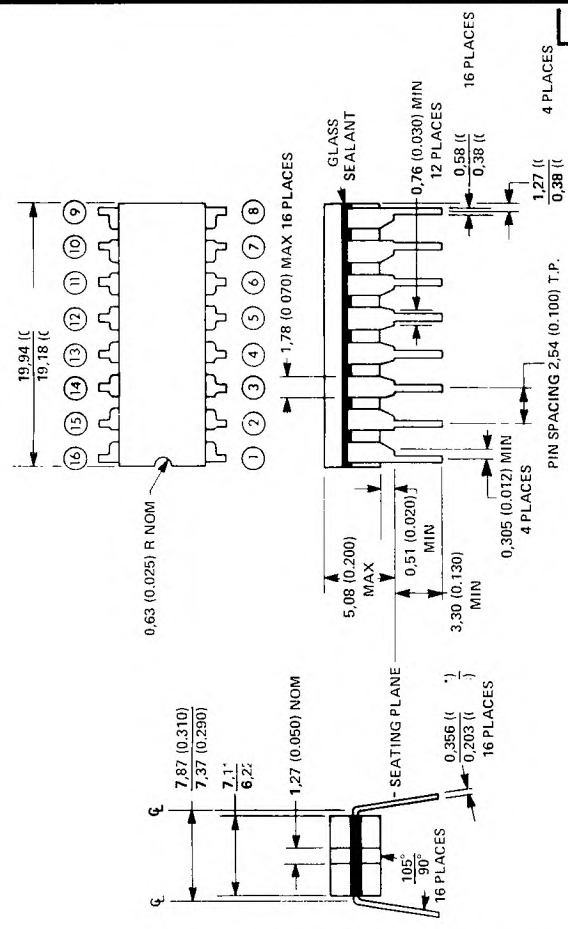 19,94 ((
19,18 ((
16 15 14 13 12 11 10 9
1 2 3 4 5 6 7 8
0,63 (0.025) R NOM
1,78 (0.070) MAX 16 PLACES
GLASS
SEALANT
5,08 (0.200)
MAX
0,51 (0.020)
MIN
3,30 (0.130)
MIN
0,305 (0.012) MIN
4 PLACES
PIN SPACING 2,54 (0.100) T.P.
0,76 (0.030) MIN
12 PLACES
0,58 ((
0,38 ((
16 PLACES
1,27 ((
0,38 ((
4 PLACES
℄ ℄
7,87 (0.310)
7,37 (0.290)
7,1
6,22
1,27 (0.050) NOM
- SEATING PLANE
105°
90°
16 PLACES
0,356 ((
0,203 ((
16 PLACES